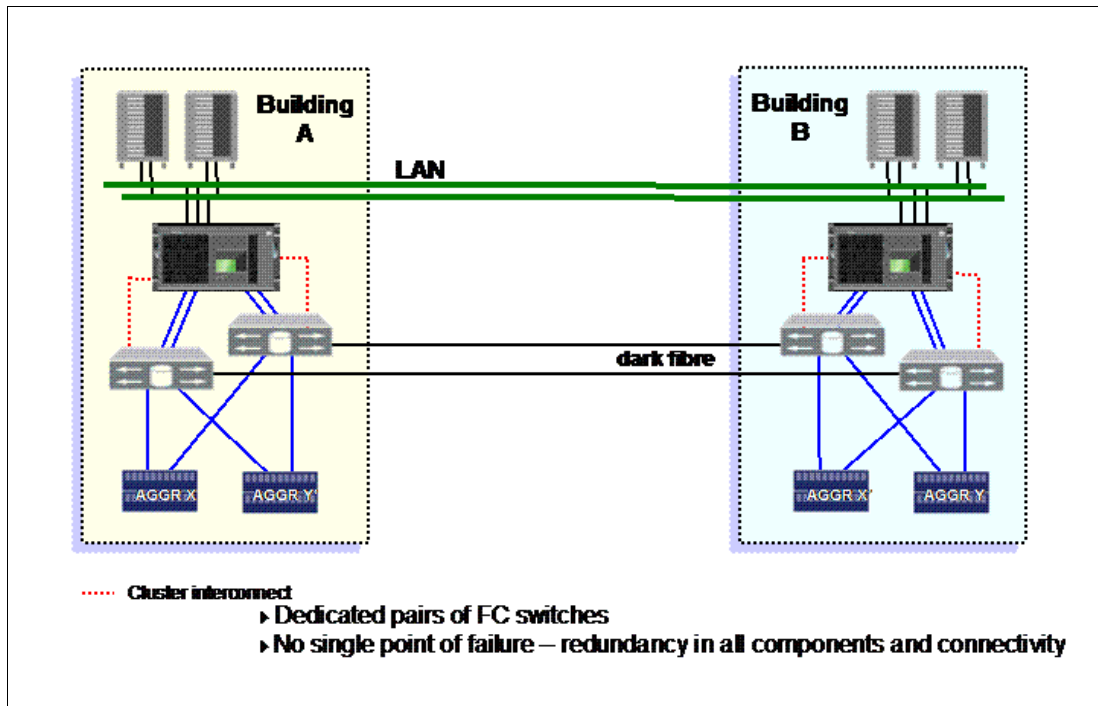 Building
A
Building
B
LAN
dark fibre
AGGR X
AGGR Y'
AGGR X'
AGGR Y
Cluster interconnect
Dedicated pairs of FC switches
No single point of failure – redundancy in all components and connectivity